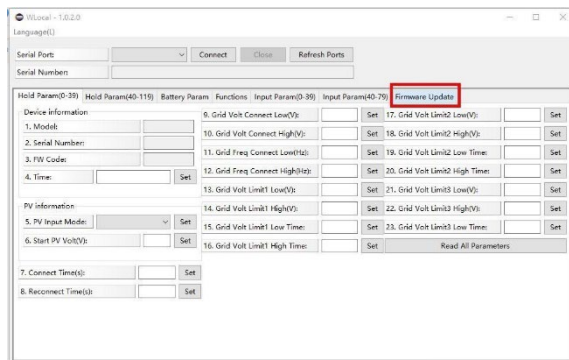 WLocal - 1.0.2.0
Language(L)
Serial Port:
Connect
Close
Refresh Ports
Serial Number:
Hold Param(0-39) Hold Param(40-119) Battery Param Functions Input Param(0-39) Input Param(40-79) Firmware Update
Device information
1. Model:
2. Serial Number:
3. FW Code:
4. Time:
Set
PV information
5. PV Input Mode:
Set
6. Start PV Volt(V):
Set
7. Connect Time(s):
Set
8. Reconnect Time(s):
Set
9. Grid Volt Connect Low(V):
Set
10. Grid Volt Connect High(V):
Set
11. Grid Freq Connect Low(Hz):
Set
12. Grid Freq Connect High(Hz):
Set
13. Grid Volt Limit1 Low(V):
Set
14. Grid Volt Limit1 High(V):
Set
15. Grid Volt Limit1 Low Time:
Set
16. Grid Volt Limit1 High Time:
Set
17. Grid Volt Limit2 Low(V):
Set
18. Grid Volt Limit2 High(V):
Set
19. Grid Volt Limit2 Low Time:
Set
20. Grid Volt Limit2 High Time:
Set
21. Grid Volt Limit3 Low(V):
Set
22. Grid Volt Limit3 High(V):
Set
23. Grid Volt Limit3 Low Time:
Set
Read All Parameters